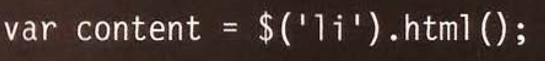 var content = $('li').html();